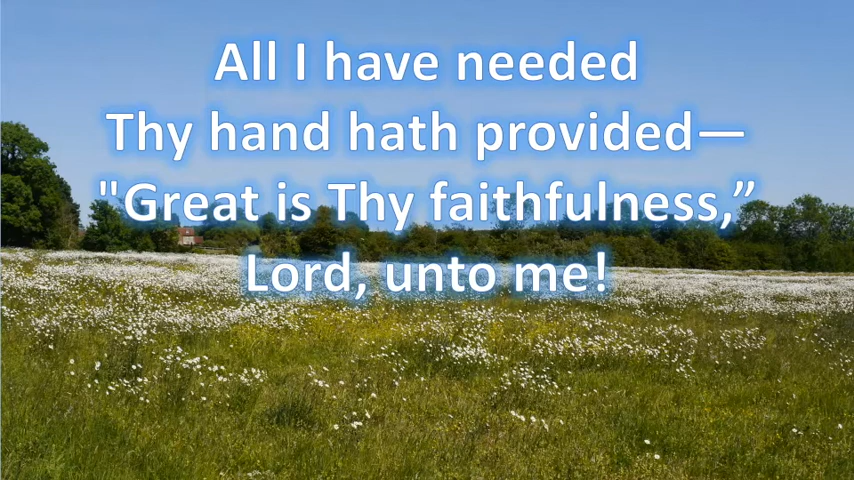 All I have needed
Thy hand hath provided—
"Great is Thy faithfulness,”
Lord, unto me!